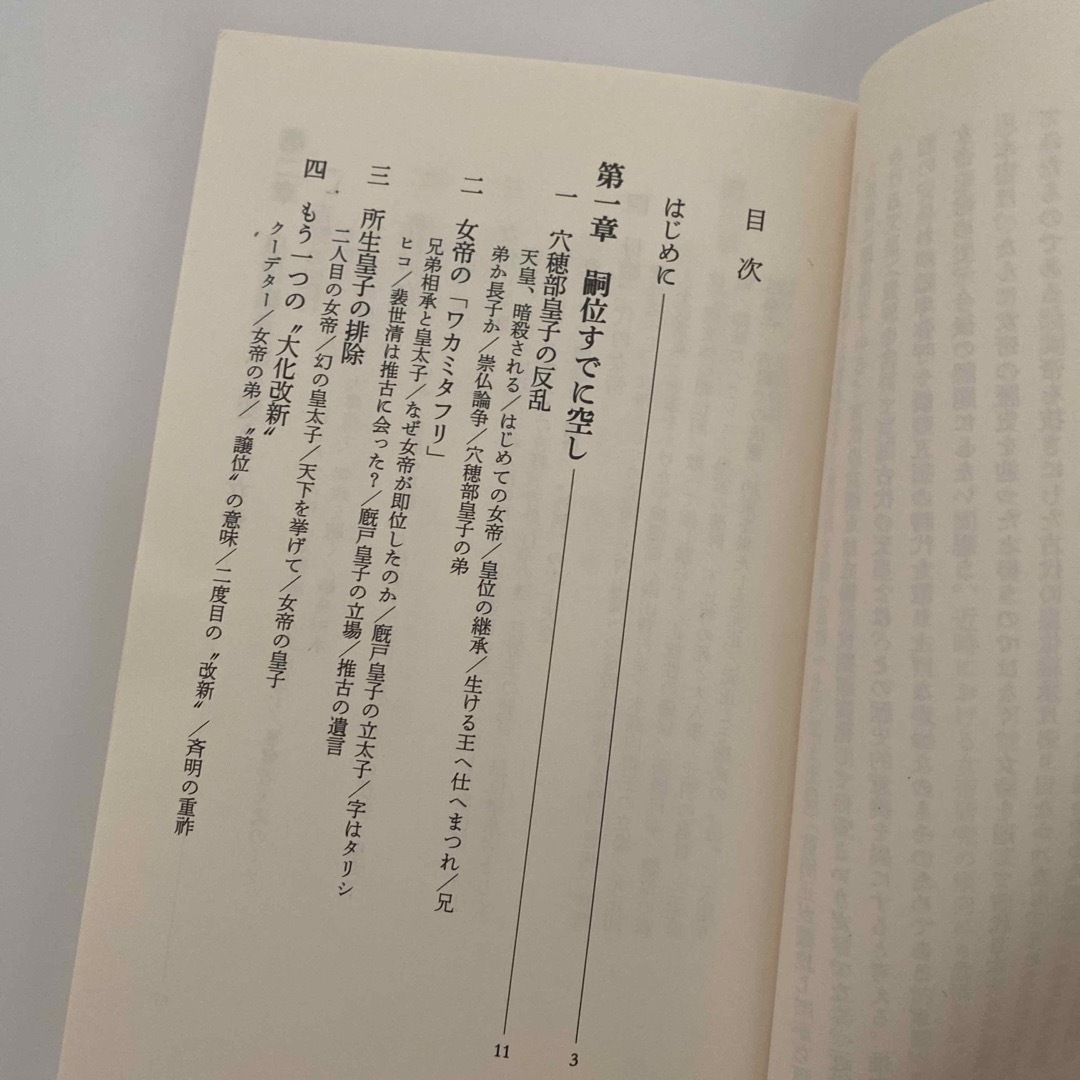 目次
はじめに 3
第一章 嗣位すでに空し 11
一 穴穂部皇子の反乱
天皇、暗殺される/はじめての女帝/皇位の継承/生ける王へ仕へまつれ/兄
弟か長子か/崇仏論争/穴穂部皇子の弟
二 女帝の「ワカミタフリ」
兄弟相承と皇太子/なぜ女帝が即位したのか/厩戸皇子の立太子/字はタリシ
ヒコ/裴世清は推古に会った?/厩戸皇子の立場/推古の遺言
三 所生皇子の排除
二人目の女帝/幻の皇太子/天下を挙げて/女帝の皇子
四 もう一つの〝大化改新〟
クーデター/女帝の弟/〝譲位〟の意味/二度目の〝改新〟/斉明の重祚